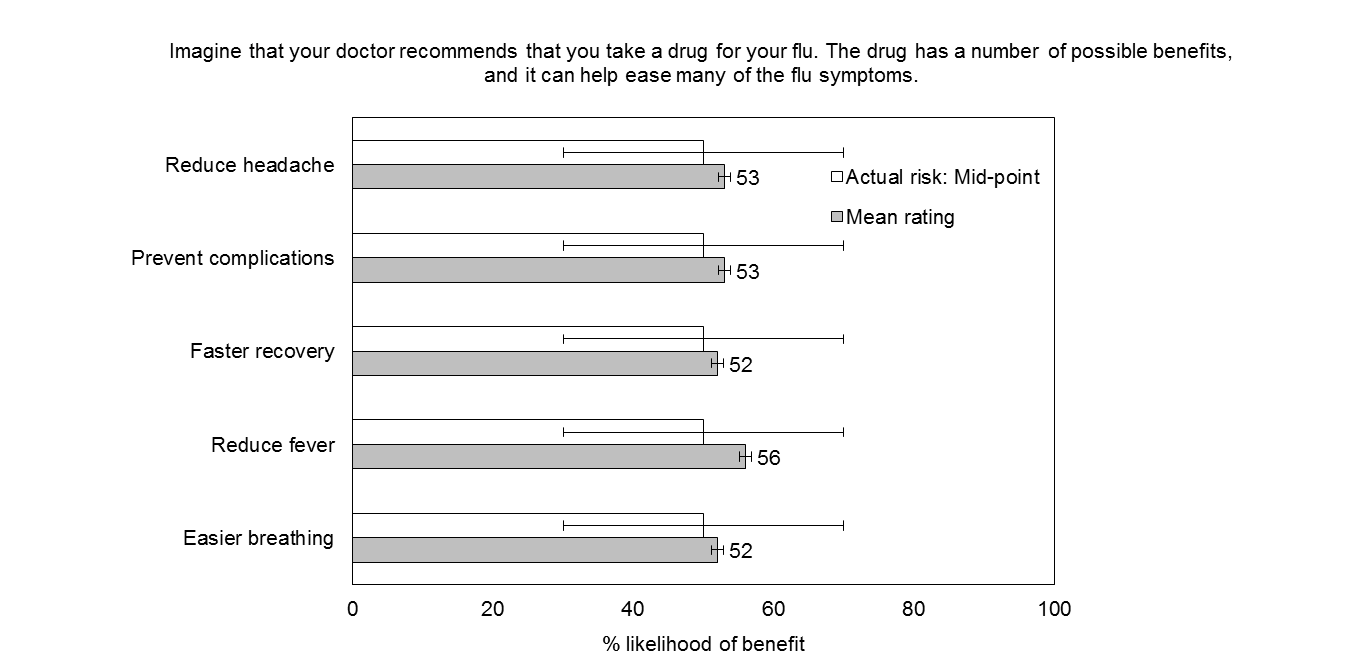 Imagine that your doctor recommends that you take a drug for your flu. The drug has a number of possible benefits,
and it can help ease many of the flu symptoms.
Reduce headache
53
Actual risk: Mid-point
Mean rating
Prevent complications
53
Faster recovery
52
Reduce fever
56
Easier breathing
52
0 20 40 60 80 100
% likelihood of benefit